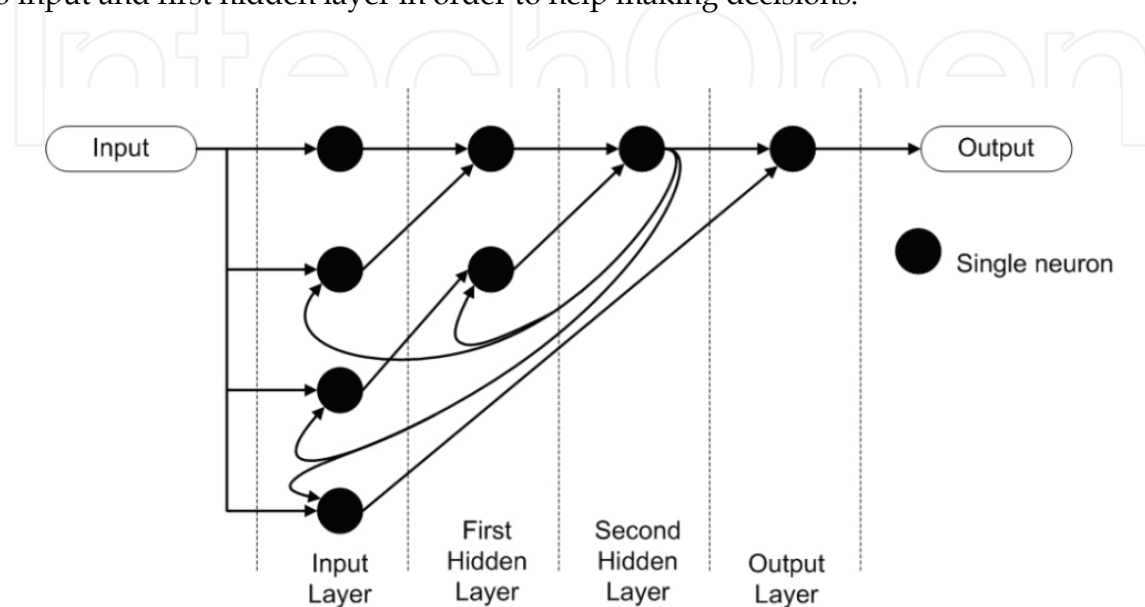 o input and first hidden layer in order to help making decisions.
IntechOpen
Input
Output
Single neuron
First
Hidden
Layer
Second
Hidden
Layer
Input
Layer
Output
Layer